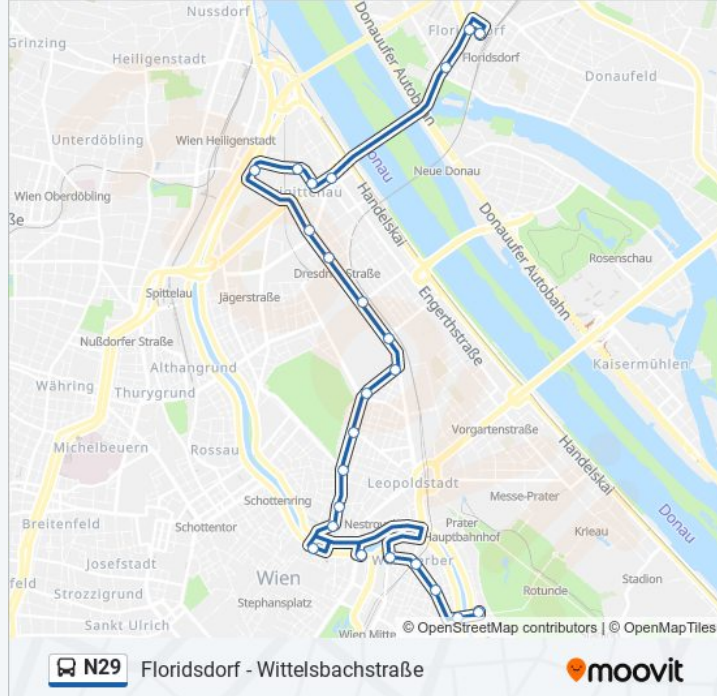 Nussdorf
Grinzing
Heiligenstadt
Floridsdorf
Donaufeld
Donauufer Autobahn
Unterdöbling
Wien Heiligenstadt
Donau
Neue Donau
Wien Oberdöbling
Handelskai
Donauufer Autobahn
Rosenschau
Spittelau
Jägerstraße
Engerthstraße
Nußdorfer Straße
Althangrund
Kaisermühlen
Währing
Thurygrund
Michelbeuern
Rossau
Vorgartenstraße
Handelskai
Leopoldstadt
Messe-Prater
Schottenring
Donau
Breitenfeld
Schottentor
Prater
Hauptbahnhof
Krieau
Josefstadt
Wien
Stadion
Strozzigrund
Stephansplatz
Rotunde
Sankt Ulrich
Wien Mitte
© OpenStreetMap contributors | © OpenMapTiles
N29
Floridsdorf - Wittelsbachstraße
moovit